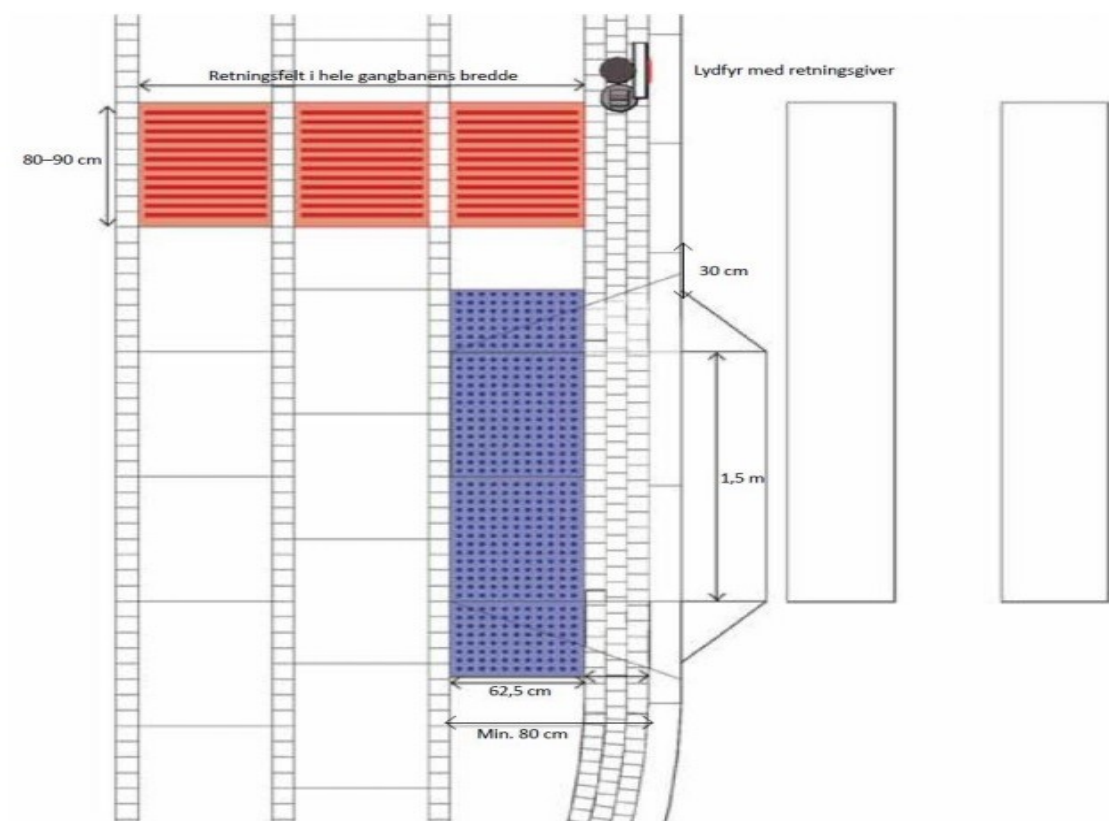 Retningsfelt i hele gangbanens bredde
Lydfyr med retningsgiver
80–90 cm
30 cm
1,5 m
62,5 cm
Min. 80 cm